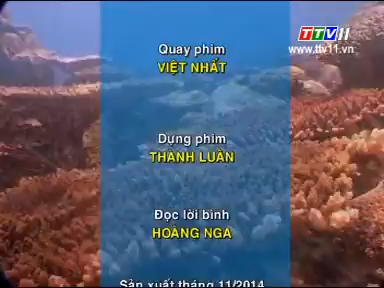 TTV11
www.ttv11.vn
Quay phim
VIỆT NHẤT
Dựng phim
THÀNH LUÂN
Đọc lời bình
HOÀNG NGA
Sản xuất tháng 11/2014